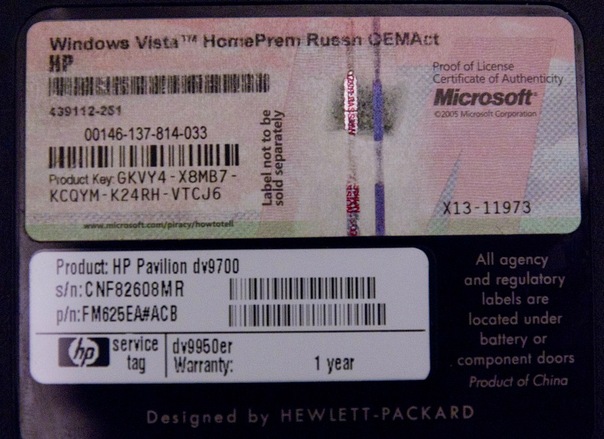 Windows Vista™ HomePrem Russn OEMAct
HP
Proof of License
Certificate of Authenticity
Microsoft®
©2005 Microsoft Corporation
439112-251
00146-137-814-033
Product Key: GKVY4-X8MB7-
KCQYM-K24RH-VTCJ6
Label not to be
sold separately
www.microsoft.com/piracy/howtotell
X13-11973
Product: HP Pavilion dv9700
s/n:CNF82608MR
p/n:FM625EA#ACB
hp
service
tag
dv9950er
Warranty: 1 year
All agency
and regulatory
labels are
located under
battery or
component doors
Product of China
Designed by HEWLETT-PACKARD